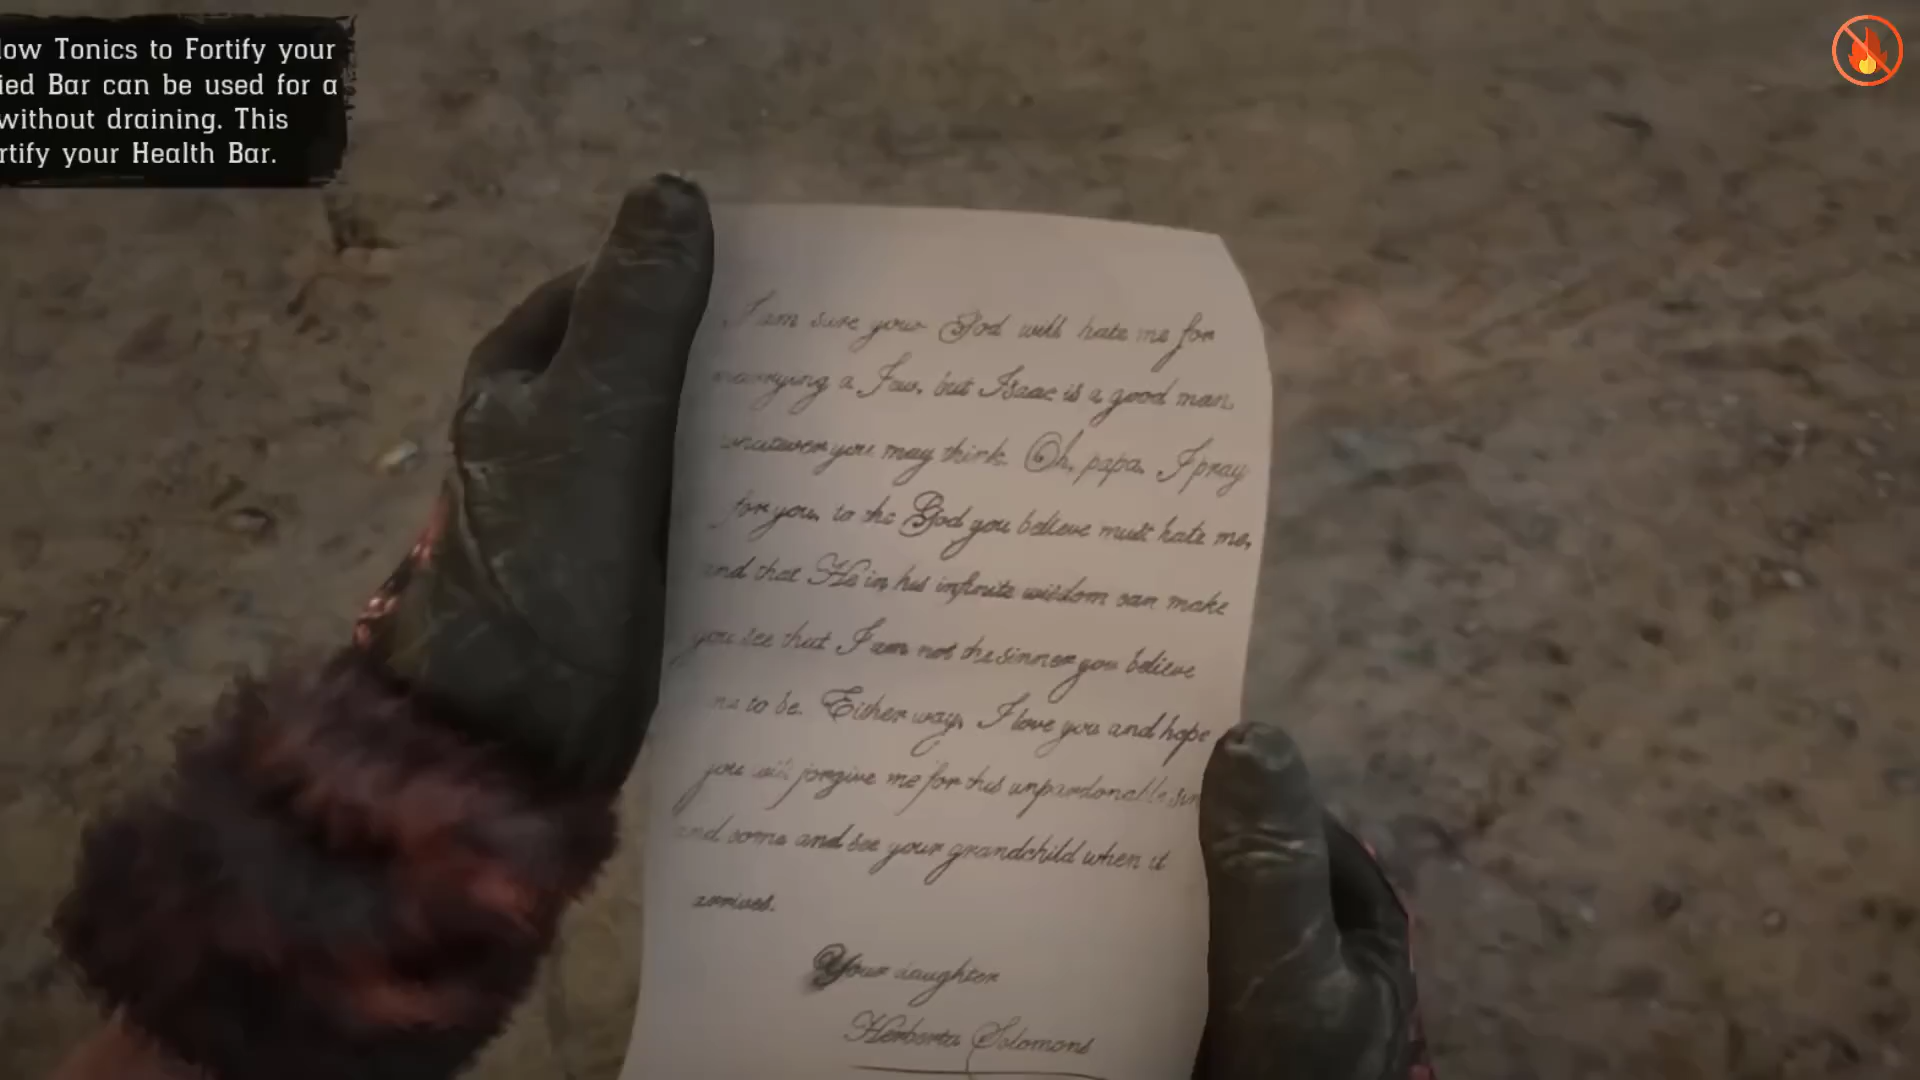 low Tonics to Fortify your
ied Bar can be used for a
without draining. This
rtify your Health Bar.
I am sure your God will hate me for
marrying a Jew, but Isaac is a good man,
whatever you may think. Oh, papa, I pray
for you, to the God you believe must hate me,
and that He in his infinite wisdom can make
you see that I am not the sinner you believe
me to be. Either way, I love you and hope
you will forgive me for this unpardonable sin
and come and see your grandchild when it
arrives.
Your daughter
Herberta Solomons